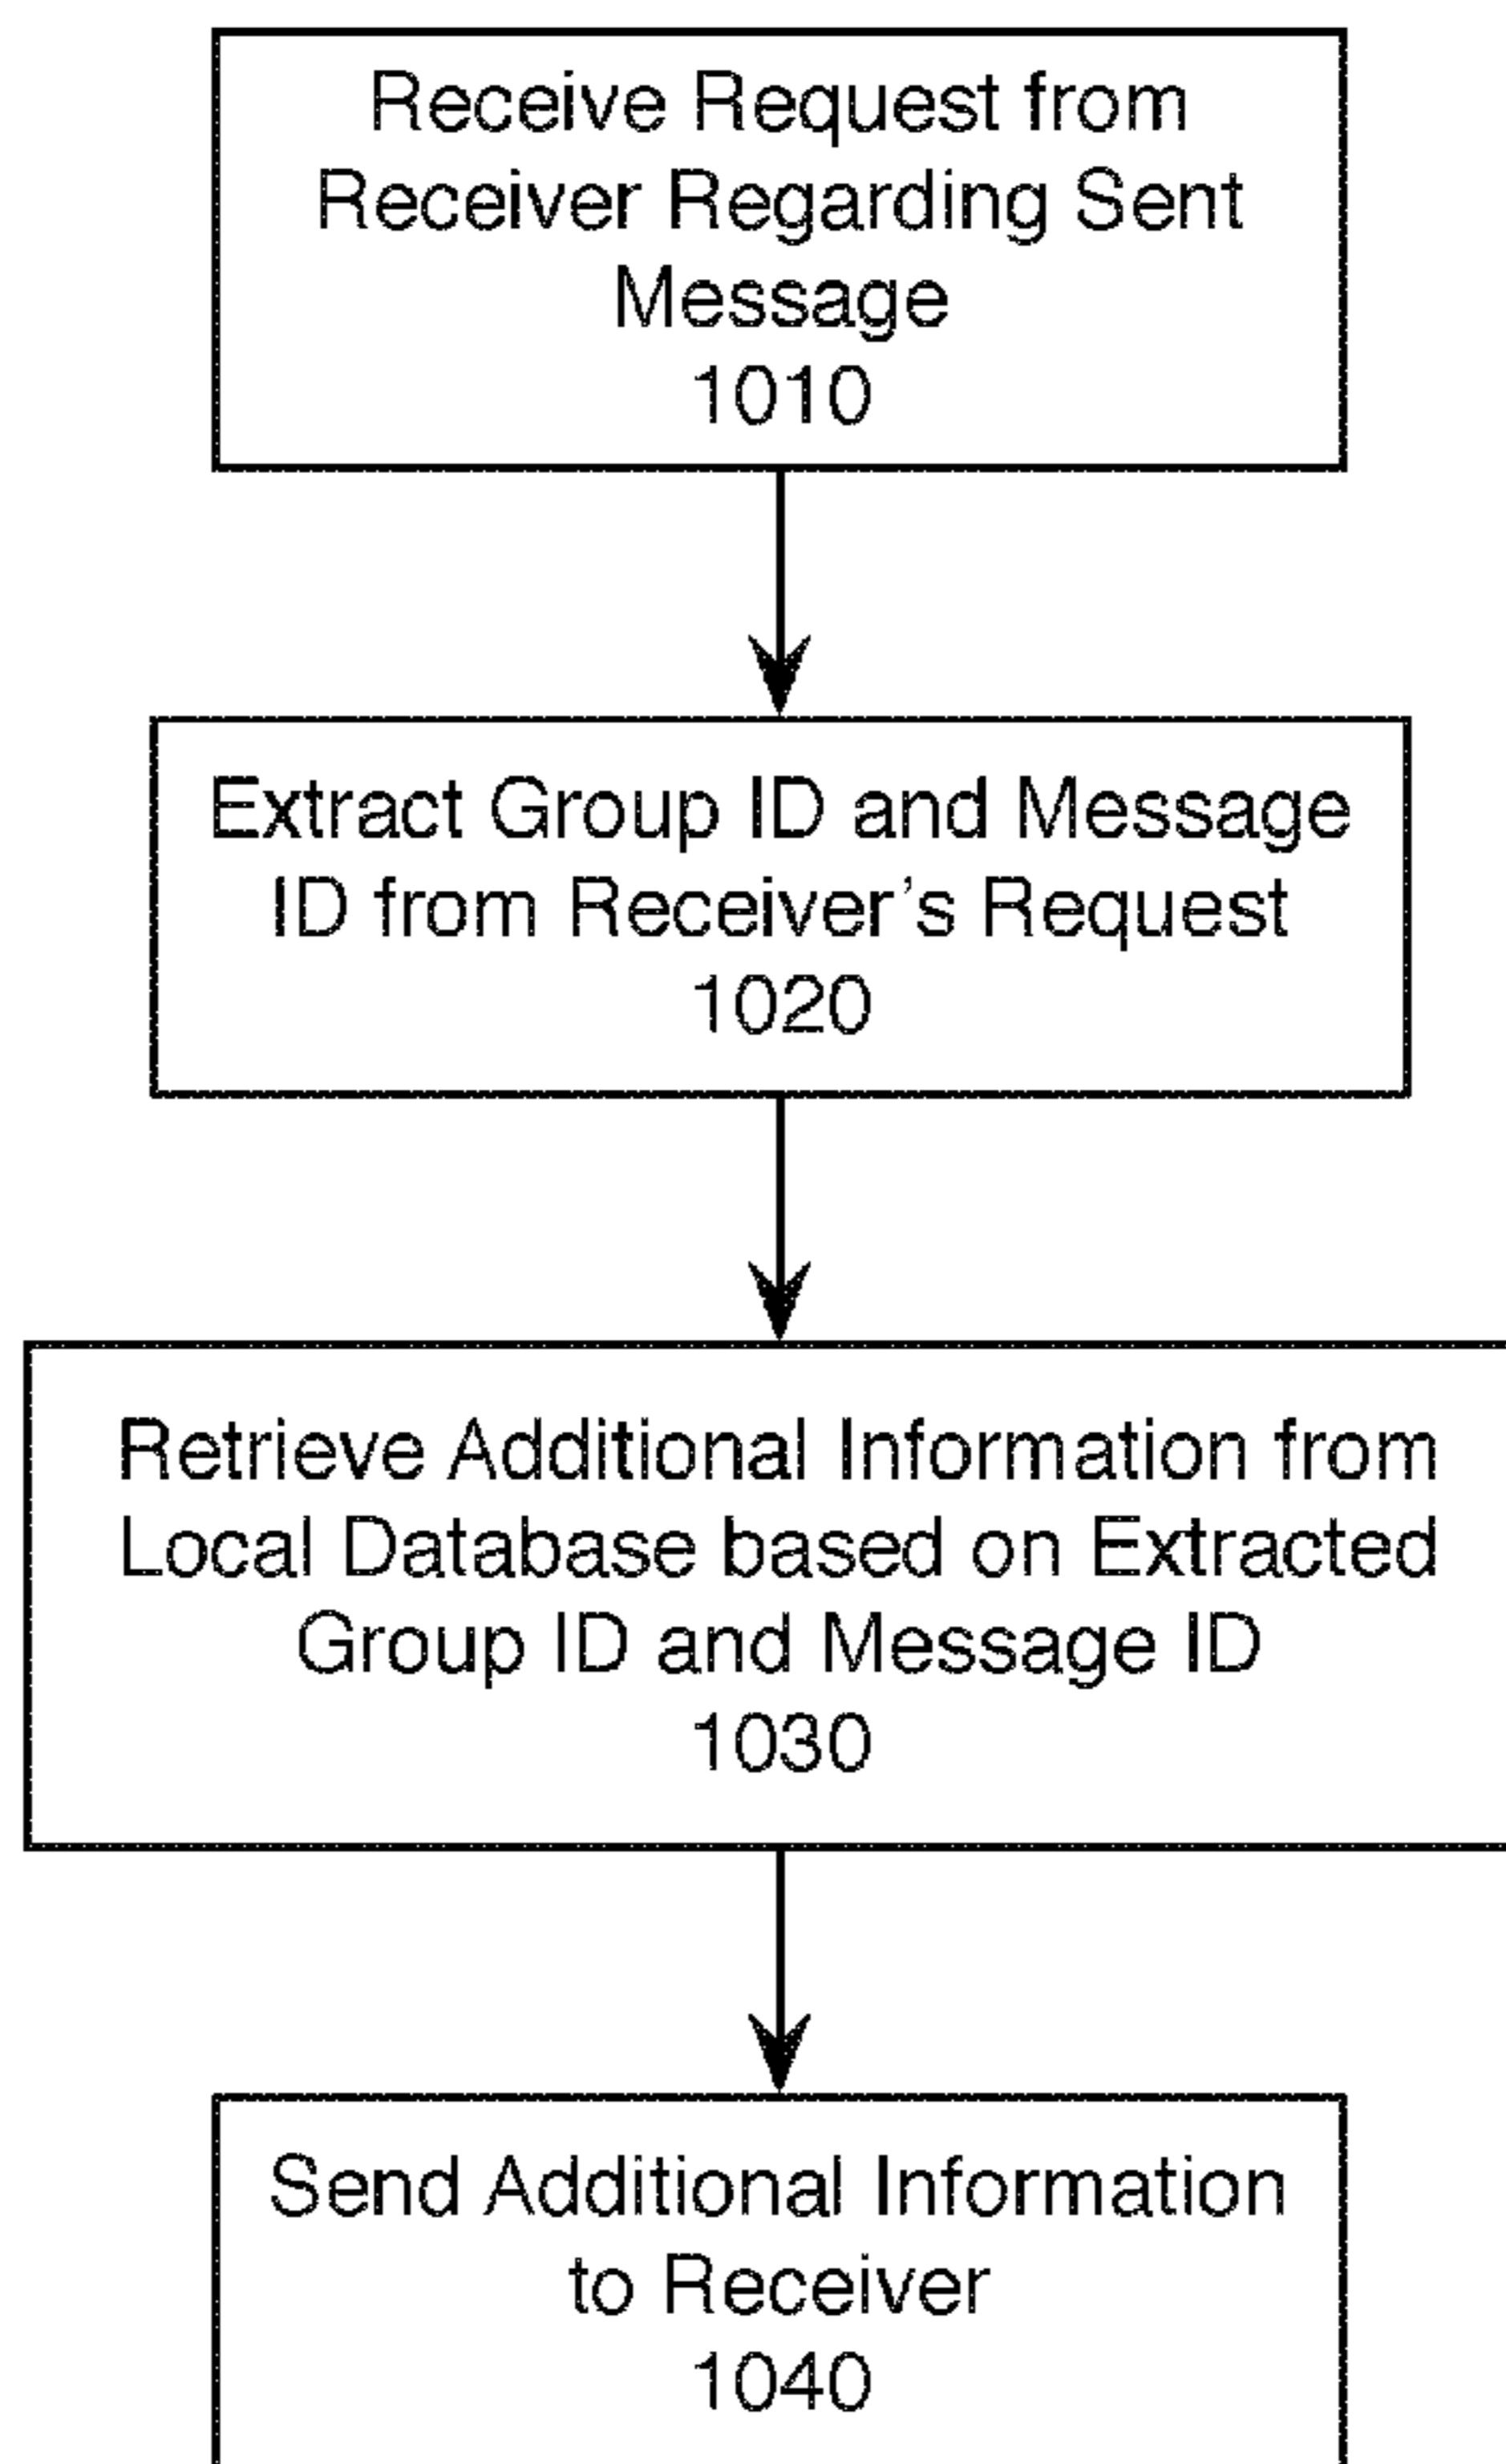 Receive Request from
Receiver Regarding Sent
Message
1010
Extract Group ID and Message
ID from Receiver's Request
1020
Retrieve Additional Information from
Local Database based on Extracted
Group ID and Message ID
1030
Send Additional Information
to Receiver
1040